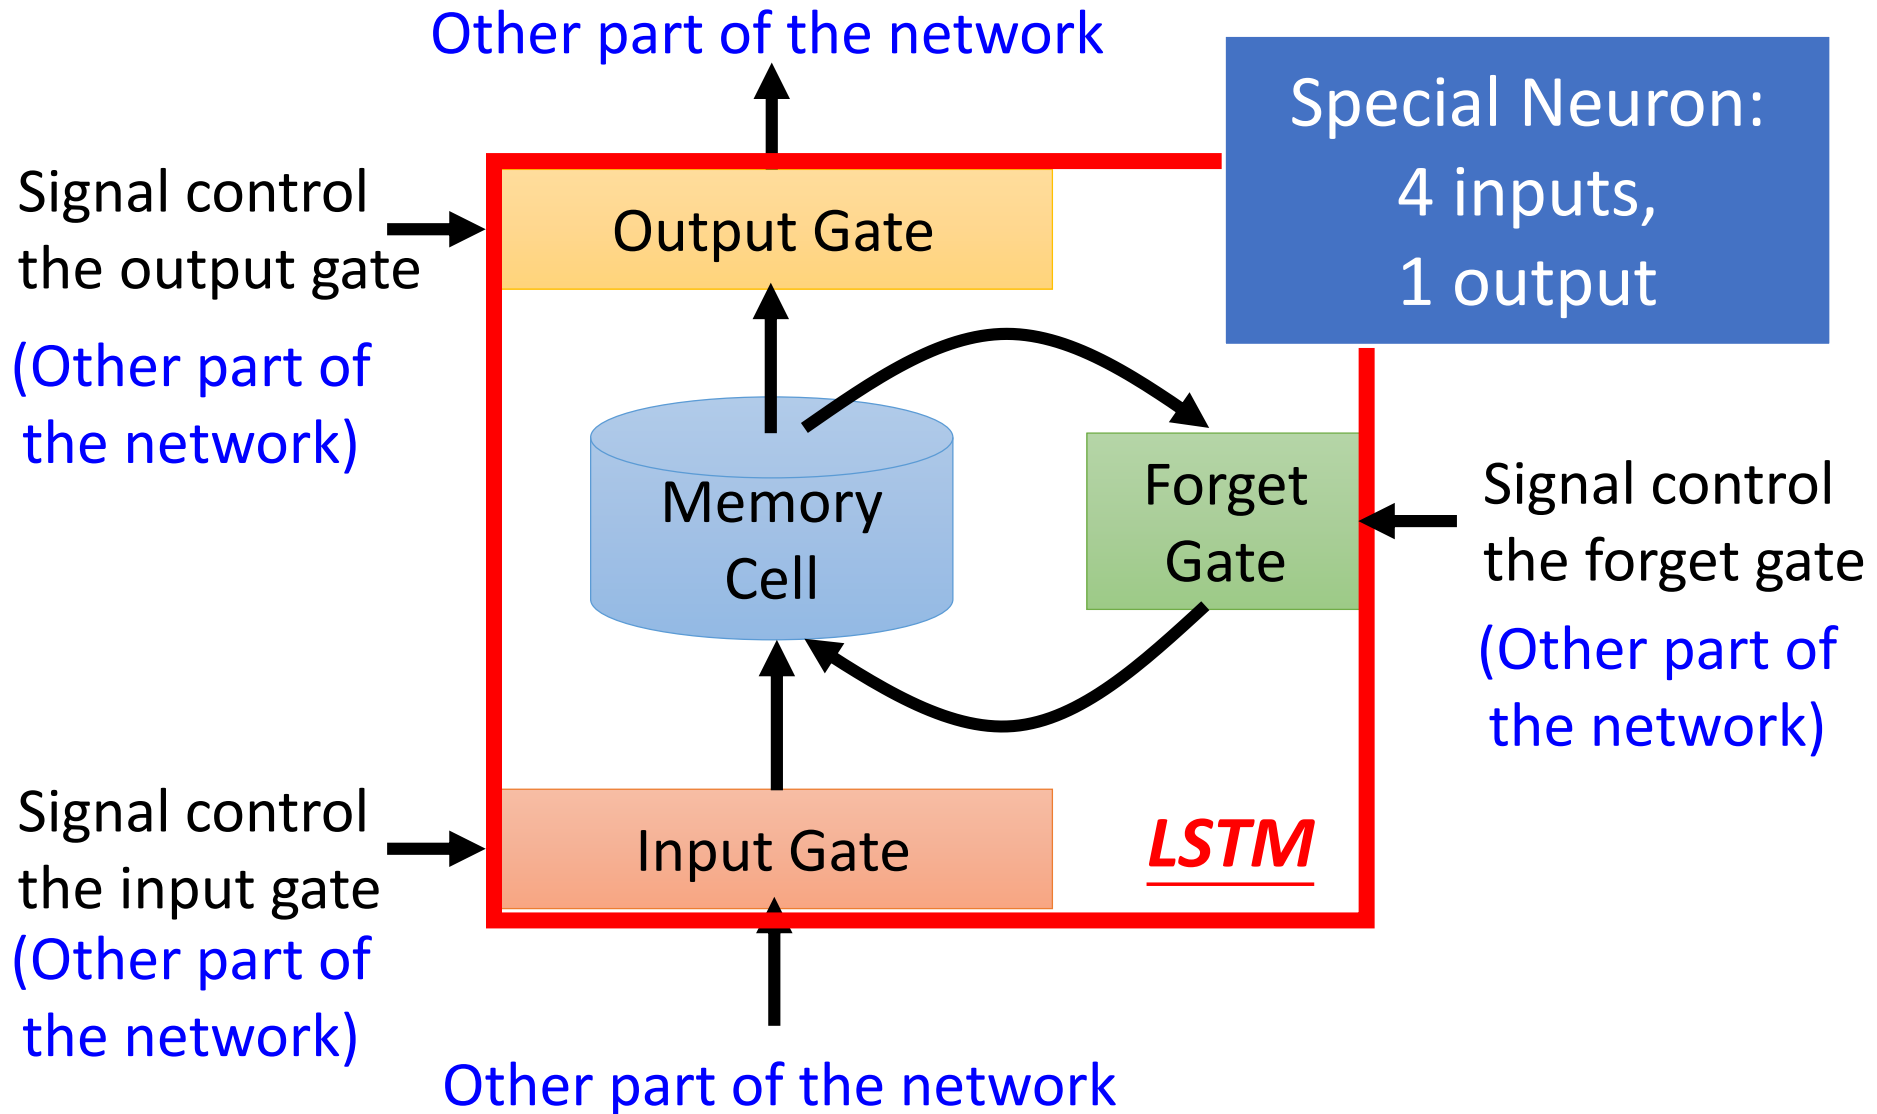 Other part of the network
Special Neuron:
4 inputs,
1 output
Signal control
the output gate
(Other part of
the network)
Output Gate
Memory
Cell
Forget
Gate
Signal control
the forget gate
(Other part of
the network)
Signal control
the input gate
(Other part of
the network)
Input Gate
LSTM
Other part of the network